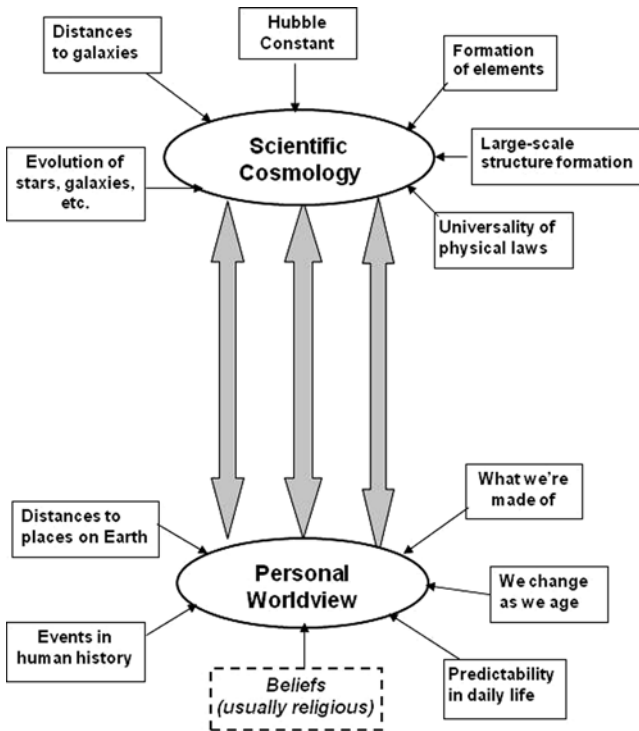 Distances
to galaxies
Hubble
Constant
Formation
of elements
Scientific
Cosmology
Large-scale
structure formation
Evolution of
stars, galaxies,
etc.
Universality of
physical laws
What we're
made of
Distances to
places on Earth
Personal
Worldview
We change
as we age
Events in
human history
Beliefs
(usually religious)
Predictability
in daily life